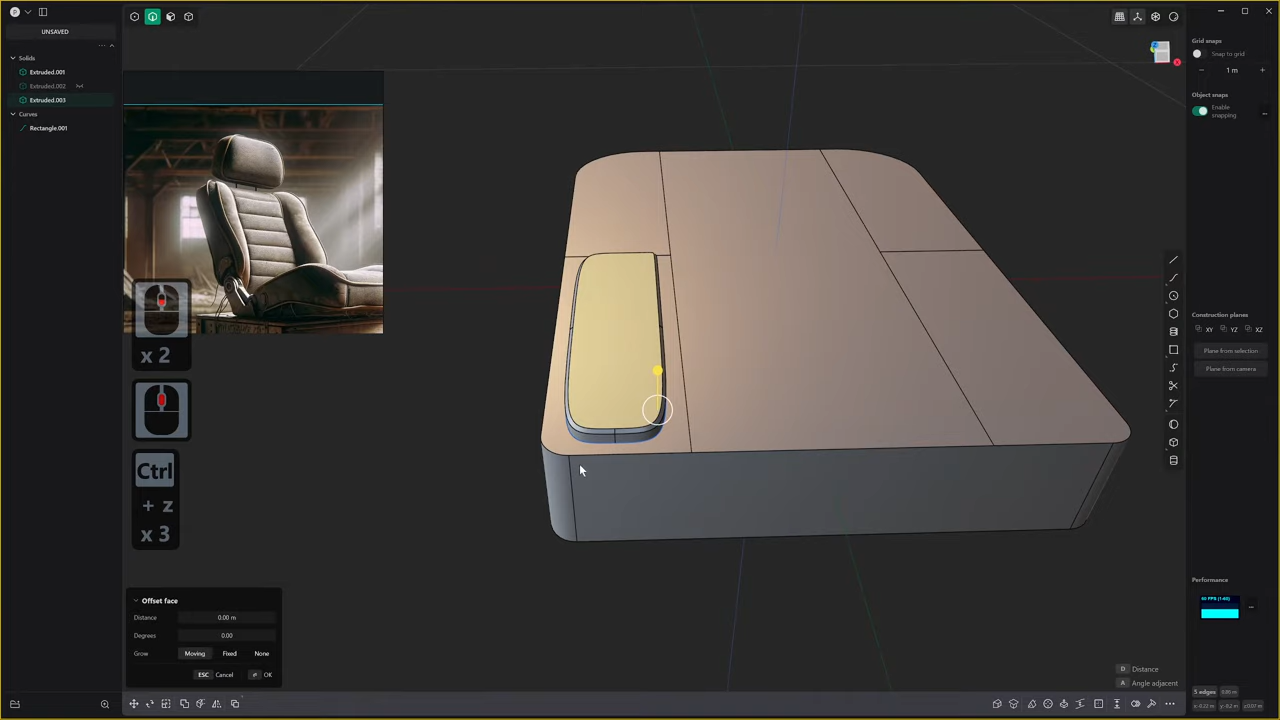 UNSAVED
Solids
Extruded.001
Extruded.002
Extruded.003
Curves
Rectangle.001
x 2
Ctrl
+ z
x 3
Offset face
Distance 0.00 m
Degrees 0.00
Grow Moving Fixed None
ESC Cancel OK
Grid snaps
Snap to grid
1 m
Object snaps
Enable
snapping
Construction planes
XY YZ XZ
Plane from selection
Plane from camera
Performance
D Distance
A Angle adjacent
5 edges